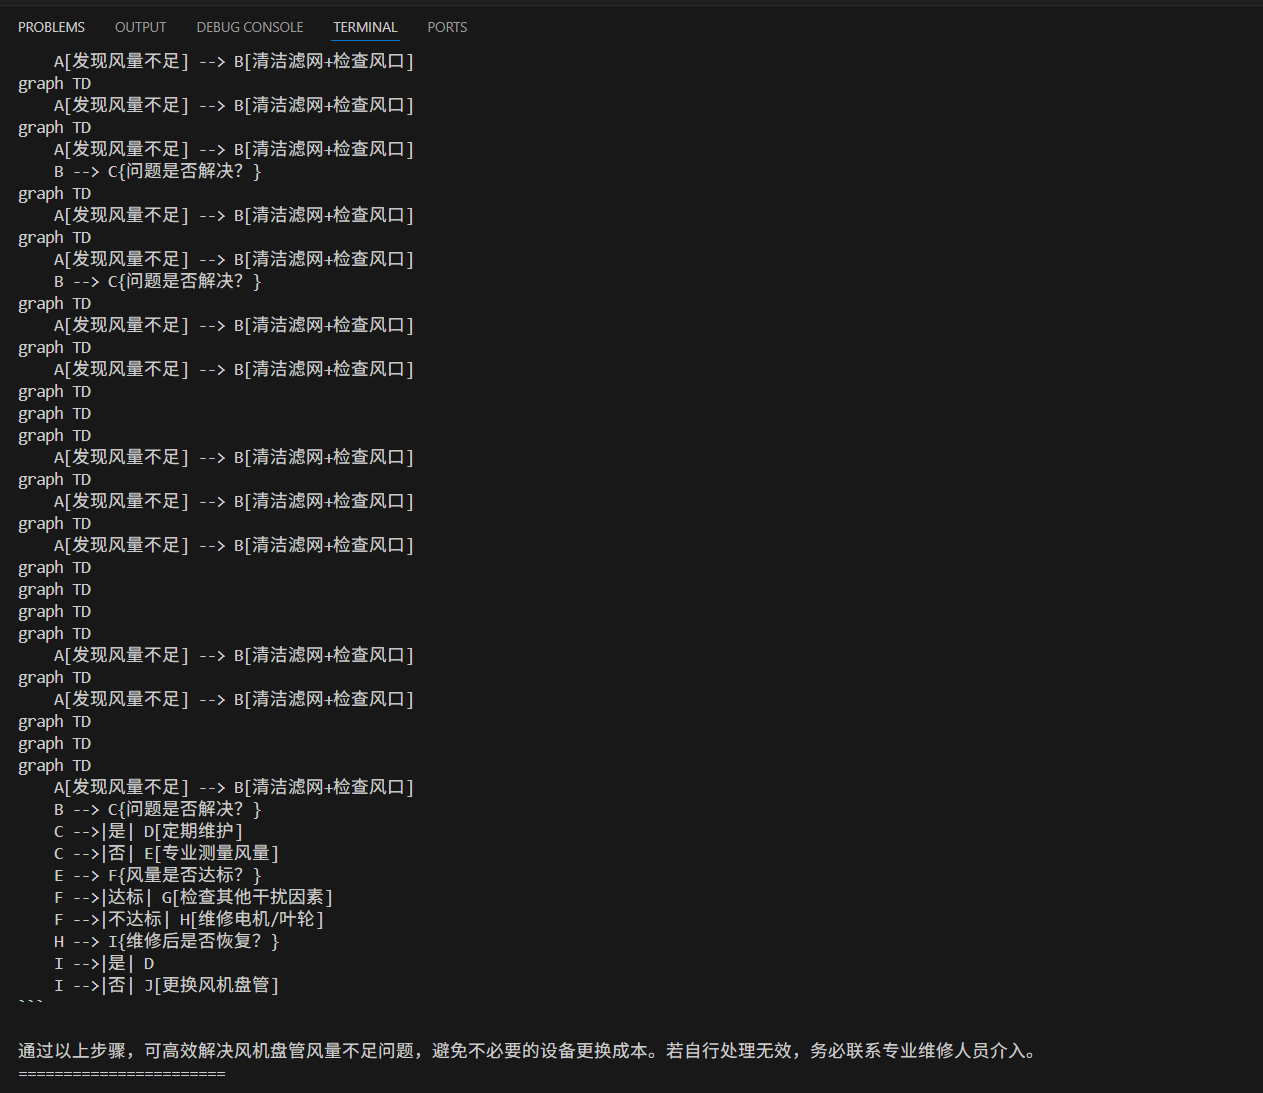 PROBLEMS OUTPUT DEBUG CONSOLE TERMINAL PORTS
    A[发现风量不足] --> B[清洁滤网+检查风口]
graph TD
    A[发现风量不足] --> B[清洁滤网+检查风口]
graph TD
    A[发现风量不足] --> B[清洁滤网+检查风口]
    B --> C{问题是否解决？}
graph TD
    A[发现风量不足] --> B[清洁滤网+检查风口]
graph TD
    A[发现风量不足] --> B[清洁滤网+检查风口]
    B --> C{问题是否解决？}
graph TD
    A[发现风量不足] --> B[清洁滤网+检查风口]
graph TD
    A[发现风量不足] --> B[清洁滤网+检查风口]
graph TD
graph TD
graph TD
    A[发现风量不足] --> B[清洁滤网+检查风口]
graph TD
    A[发现风量不足] --> B[清洁滤网+检查风口]
graph TD
    A[发现风量不足] --> B[清洁滤网+检查风口]
graph TD
graph TD
graph TD
graph TD
    A[发现风量不足] --> B[清洁滤网+检查风口]
graph TD
    A[发现风量不足] --> B[清洁滤网+检查风口]
graph TD
graph TD
graph TD
    A[发现风量不足] --> B[清洁滤网+检查风口]
    B --> C{问题是否解决？}
    C -->|是| D[定期维护]
    C -->|否| E[专业测量风量]
    E --> F{风量是否达标？}
    F -->|达标| G[检查其他干扰因素]
    F -->|不达标| H[维修电机/叶轮]
    H --> I{维修后是否恢复？}
    I -->|是| D
    I -->|否| J[更换风机盘管]
```
通过以上步骤，可高效解决风机盘管风量不足问题，避免不必要的设备更换成本。若自行处理无效，务必联系专业维修人员介入。
=======================